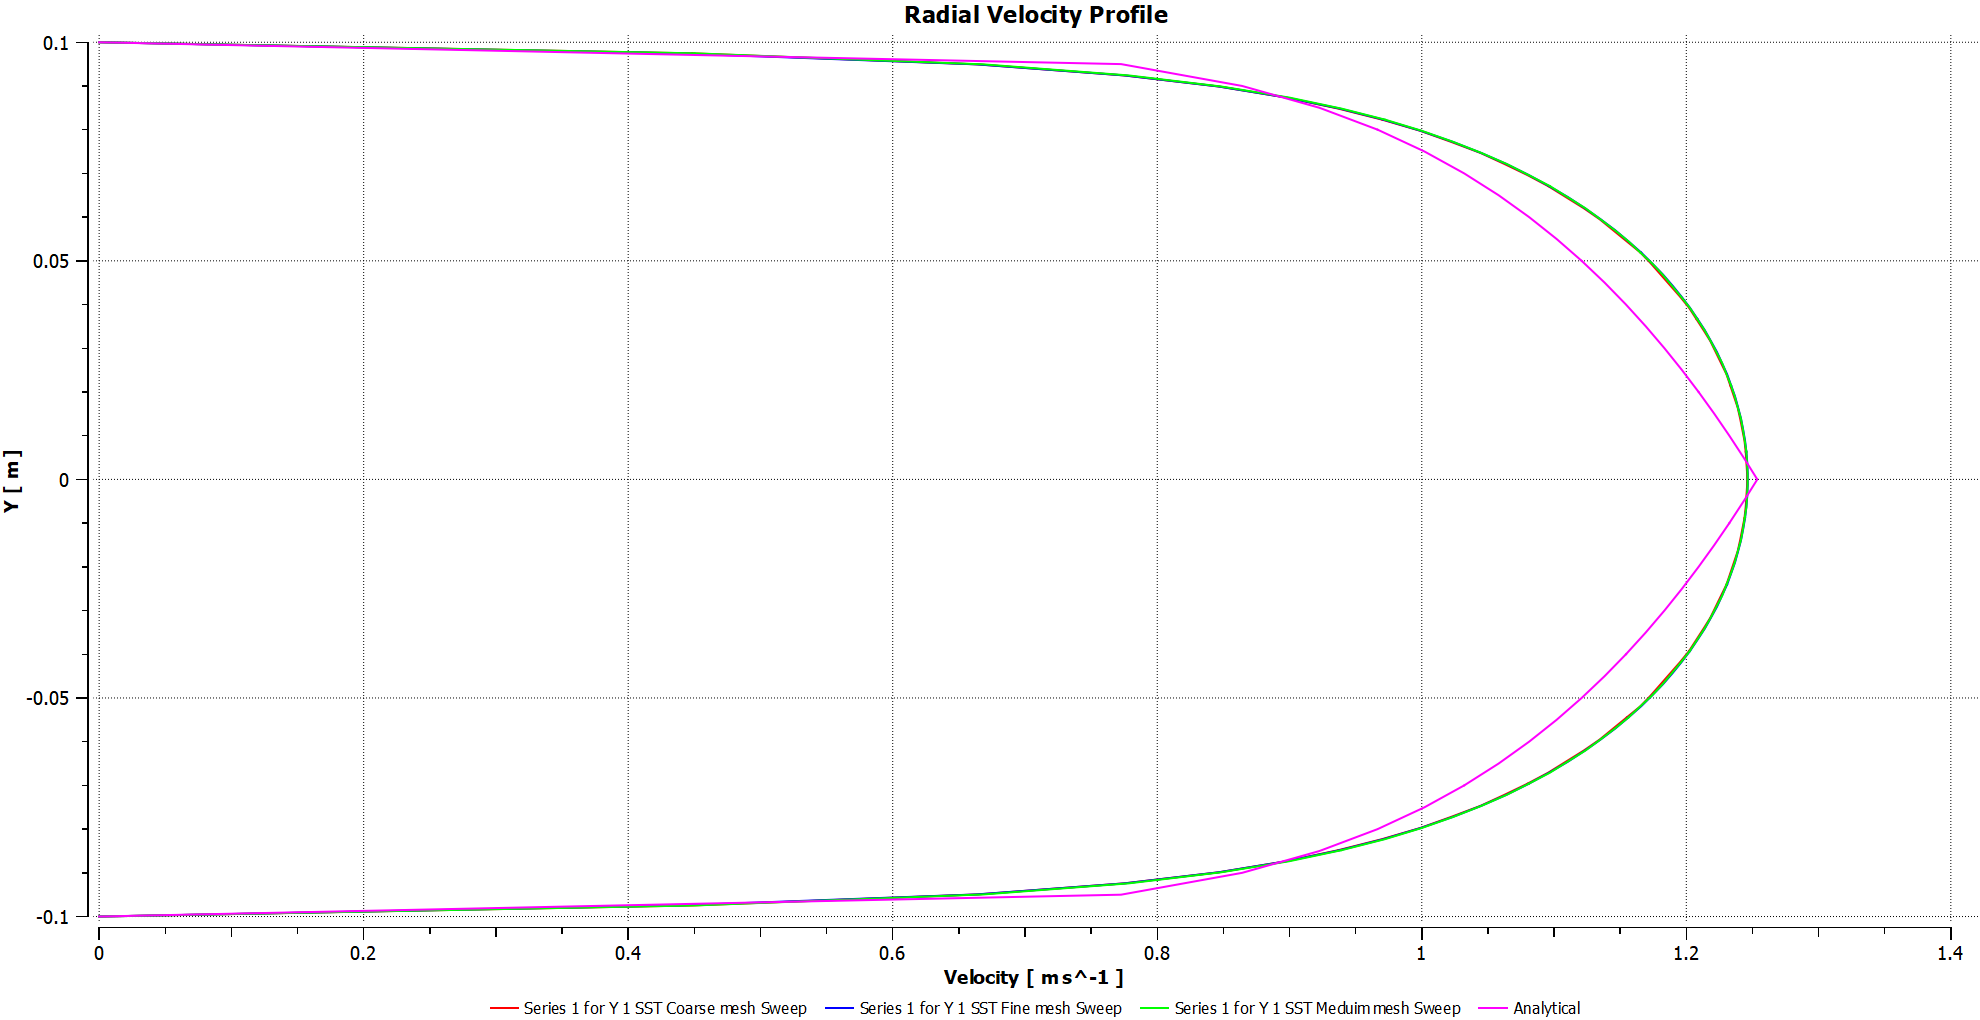 Radial Velocity Profile
0.1
0.05
0
-0.05
-0.1
Y [ m ]
0 0.2 0.4 0.6 0.8 1 1.2 1.4
Velocity [ m s^-1 ]
Series 1 for Y 1 SST Coarse mesh Sweep Series 1 for Y 1 SST Fine mesh Sweep Series 1 for Y 1 SST Meduim mesh Sweep Analytical